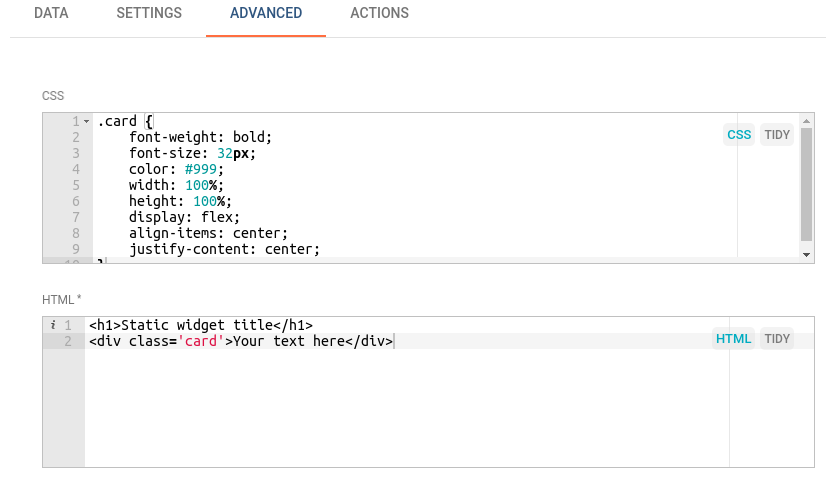 DATA SETTINGS ADVANCED ACTIONS
CSS
1 .card {
CSS TIDY
2 font-weight: bold;
3 font-size: 32px;
4 color: #999;
5 width: 100%;
6 height: 100%;
7 display: flex;
8 align-items: center;
9 justify-content: center;
10 }
HTML *
i 1 <h1>Static widget title</h1>
HTML TIDY
2 <div class='card'>Your text here</div>